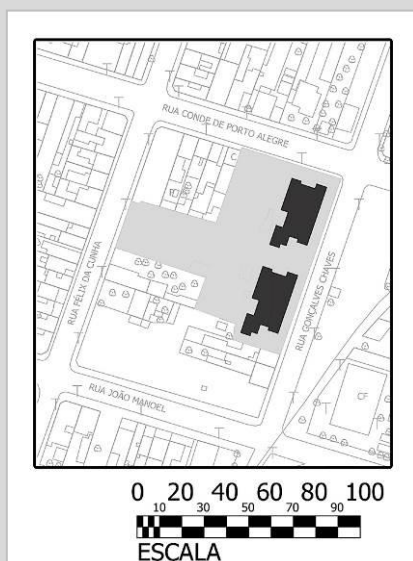 RUA CONDE DE PORTO ALEGRE
RUA FÉLIX DA CUNHA
RUA GONÇALVES CHAVES
RUA JOÃO MANOEL
CF
0 20 40 60 80 100
10 30 50 70 90
ESCALA